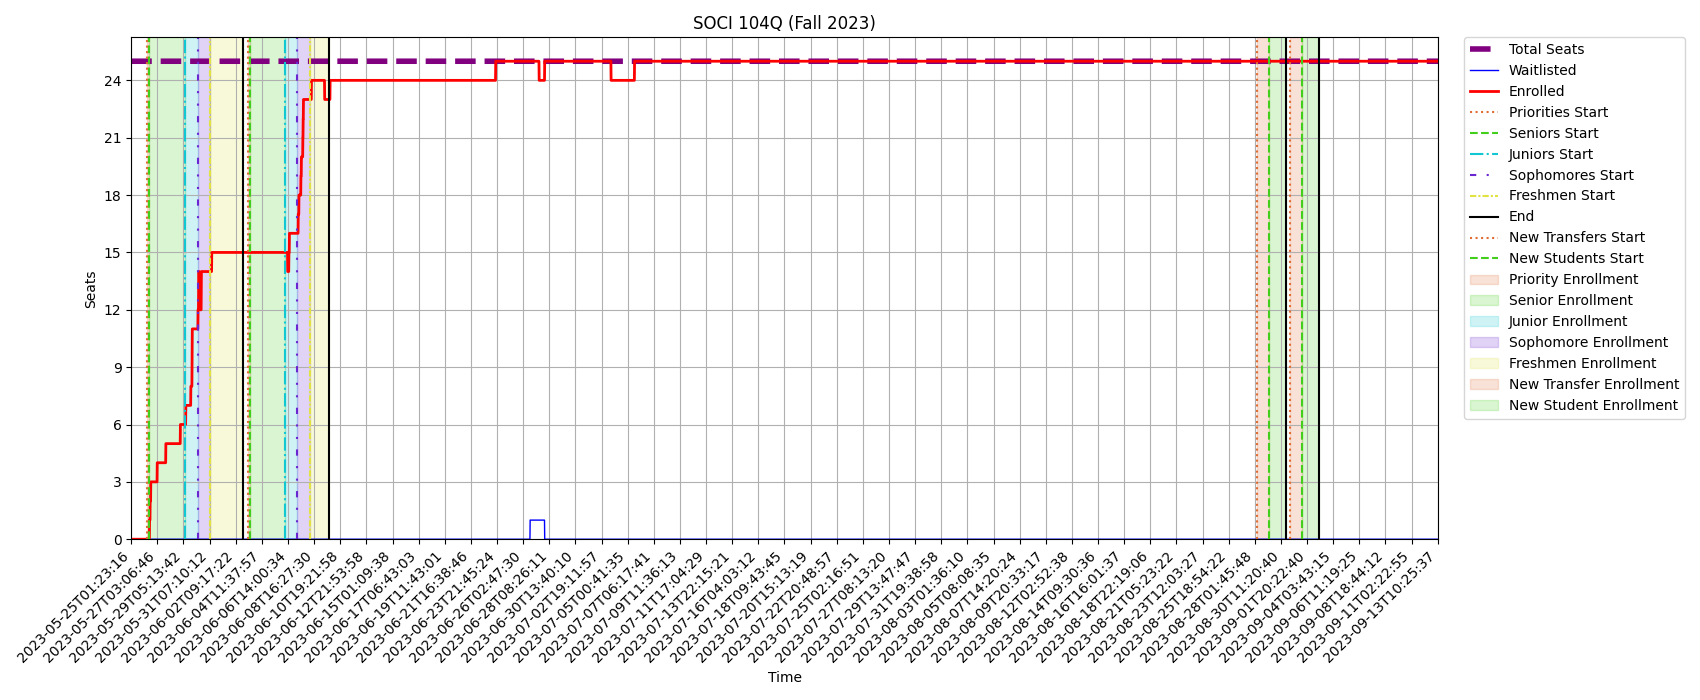 SOCI 104Q (Fall 2023)
Seats
24
21
18
15
12
9
6
3
0
2023-05-25T01:23:16
2023-05-27T03:06:46
2023-05-29T05:13:42
2023-05-31T07:10:12
2023-06-02T09:17:22
2023-06-04T11:37:57
2023-06-06T14:00:34
2023-06-08T16:27:30
2023-06-10T19:21:58
2023-06-12T21:53:58
2023-06-15T01:09:38
2023-06-17T06:43:03
2023-06-19T11:43:01
2023-06-21T16:38:46
2023-06-23T21:45:24
2023-06-26T02:47:30
2023-06-28T08:26:11
2023-06-30T13:40:10
2023-07-02T19:11:57
2023-07-05T00:41:35
2023-07-07T06:17:41
2023-07-09T11:36:13
2023-07-11T17:04:29
2023-07-13T22:15:21
2023-07-16T04:03:12
2023-07-18T09:43:45
2023-07-20T15:13:19
2023-07-22T20:48:57
2023-07-25T02:16:51
2023-07-27T08:13:20
2023-07-29T13:47:47
2023-07-31T19:38:58
2023-08-03T01:36:10
2023-08-05T08:08:35
2023-08-07T14:20:24
2023-08-09T20:33:17
2023-08-12T02:52:38
2023-08-14T09:30:36
2023-08-16T16:01:37
2023-08-18T22:19:06
2023-08-21T05:23:22
2023-08-23T12:03:27
2023-08-25T18:54:22
2023-08-28T01:45:48
2023-08-30T11:20:40
2023-09-01T20:22:40
2023-09-04T03:43:15
2023-09-06T11:19:25
2023-09-08T18:44:12
2023-09-11T02:22:55
2023-09-13T10:25:37
Time
Total Seats
Waitlisted
Enrolled
Priorities Start
Seniors Start
Juniors Start
Sophomores Start
Freshmen Start
End
New Transfers Start
New Students Start
Priority Enrollment
Senior Enrollment
Junior Enrollment
Sophomore Enrollment
Freshmen Enrollment
New Transfer Enrollment
New Student Enrollment